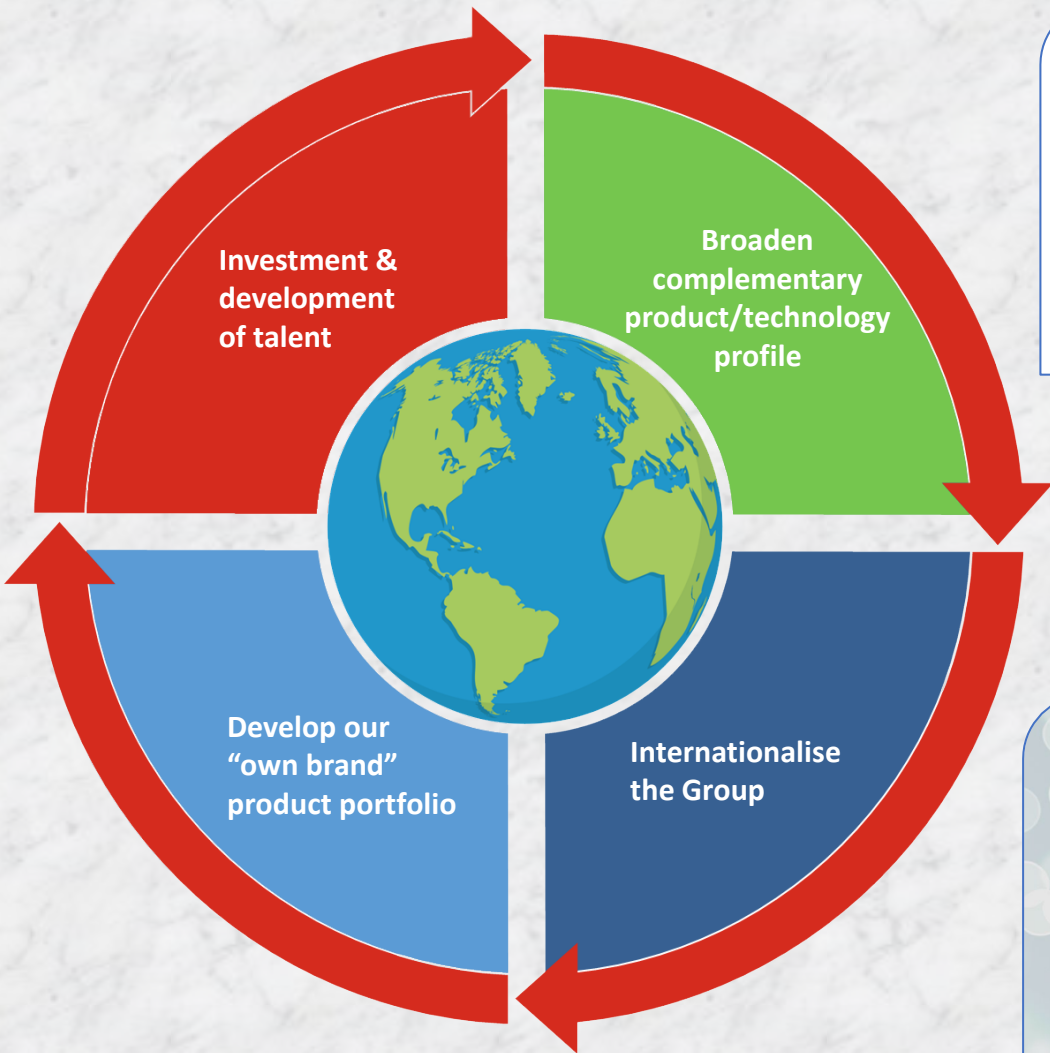 Investment &
development
of talent
Broaden
complementary
product/technology
profile
Develop our
“own brand”
product portfolio
Internationalise
the Group